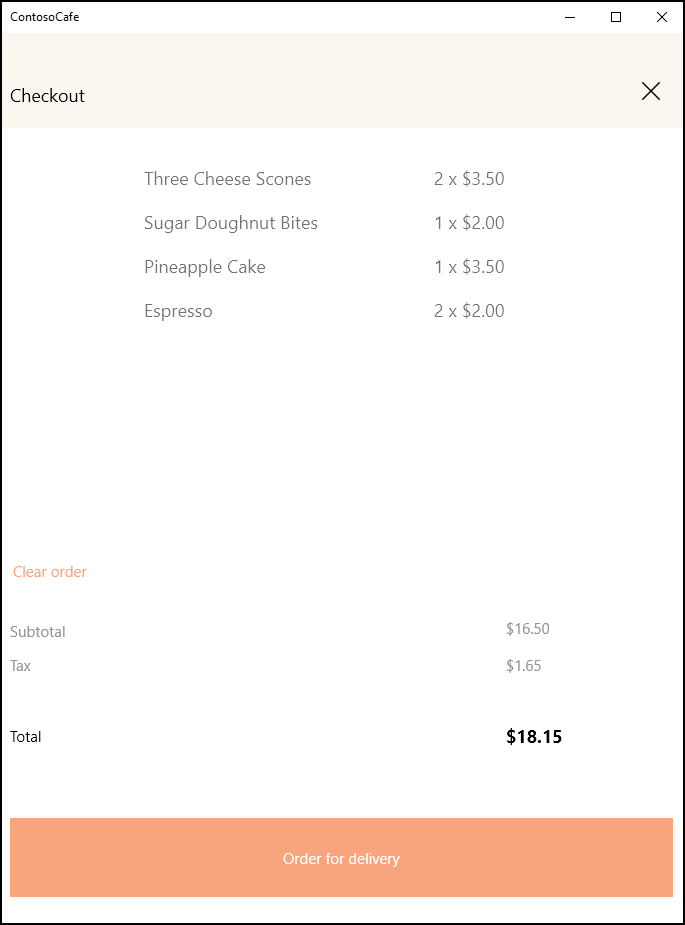 ContosoCafe
Checkout
Three Cheese Scones 2 x $3.50
Sugar Doughnut Bites 1 x $2.00
Pineapple Cake 1 x $3.50
Espresso 2 x $2.00
Clear order
Subtotal $16.50
Tax $1.65
Total $18.15
Order for delivery